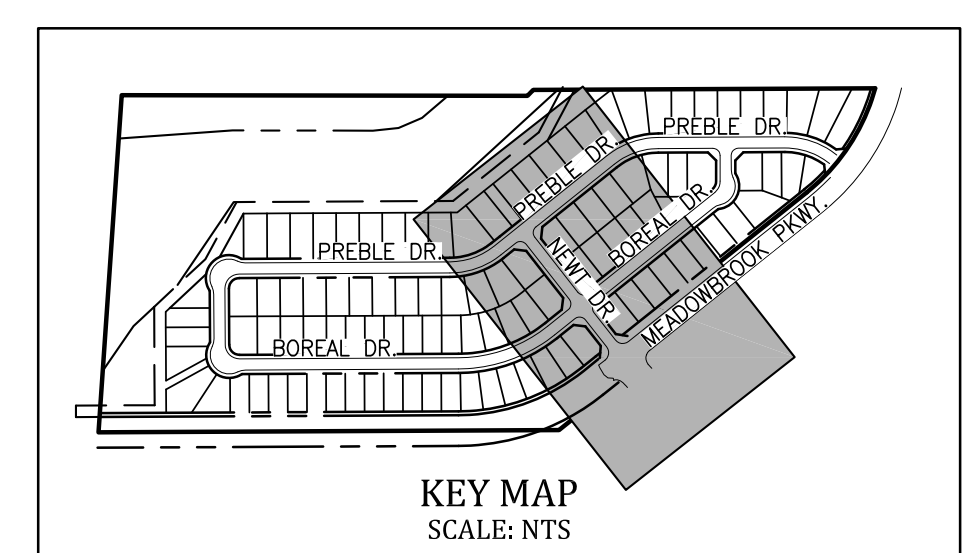 PREBLE DR.
PREBLE DR.
BOREAL DR.
PREBLE DR.
NEWT DR.
MEADOWBROOK PKWY.
BOREAL DR.
KEY MAP
SCALE: NTS